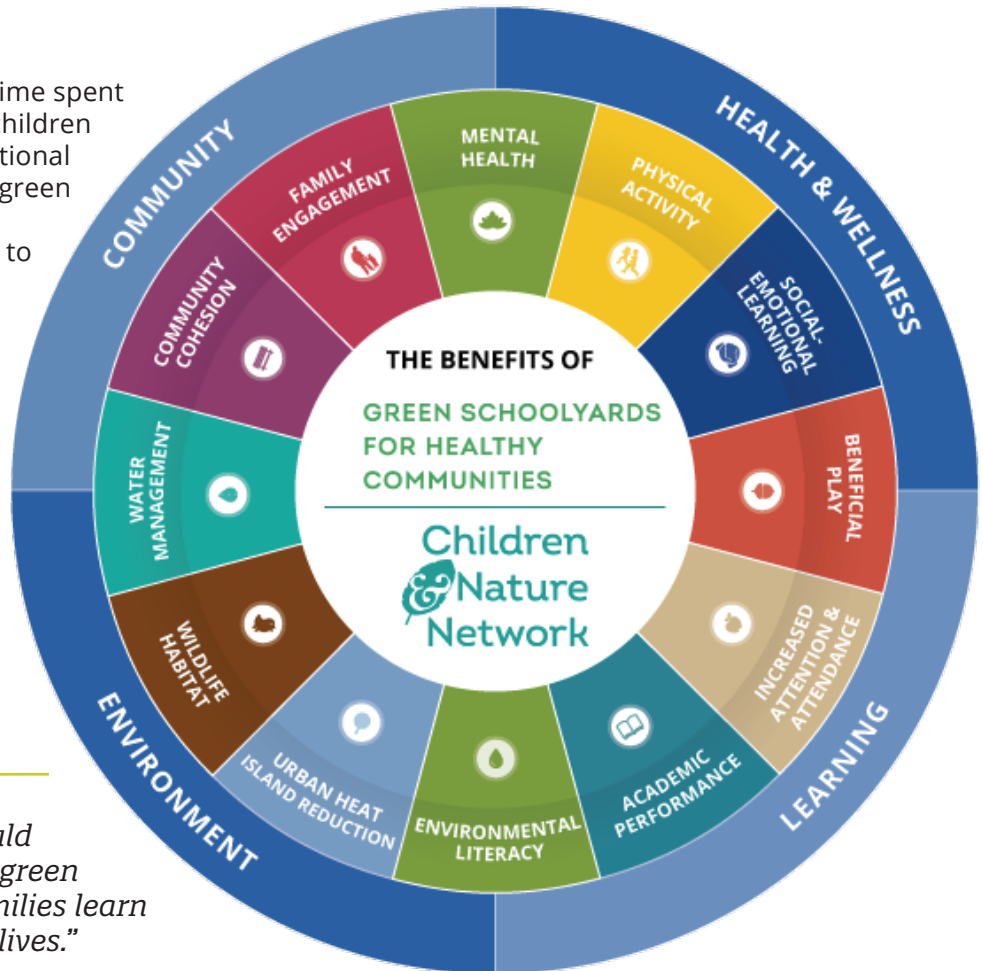 ime spent
hildren
tional
green
to
COMMUNITY
HEALTH & WELLNESS
LEARNING
ENVIRONMENT
MENTAL
HEALTH
PHYSICAL
ACTIVITY
SOCIAL-
EMOTIONAL
LEARNING
BENEFICIAL
PLAY
INCREASED
ATTENTION &
ATTENDANCE
ACADEMIC
PERFORMANCE
ENVIRONMENTAL
LITERACY
URBAN HEAT
ISLAND REDUCTION
WILDLIFE
HABITAT
WATER
MANAGEMENT
COMMUNITY
COHESION
FAMILY
ENGAGEMENT
THE BENEFITS OF
GREEN SCHOOLYARDS
FOR HEALTHY
COMMUNITIES
Children
& Nature
Network
ld
green
nilies learn
lives.”